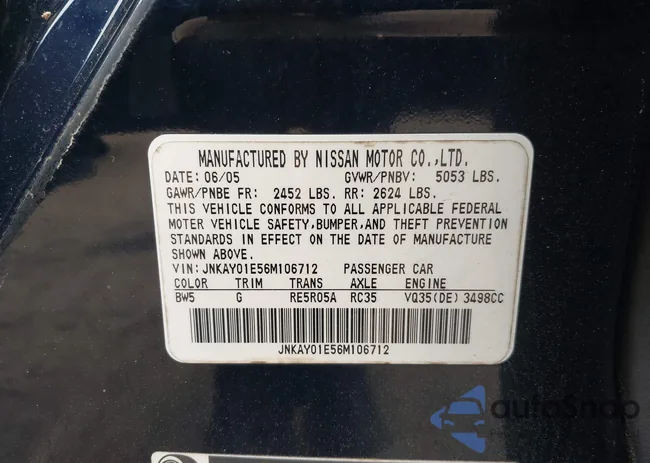 MANUFACTURED BY NISSAN MOTOR CO.,LTD.
DATE: 06/05 GVWR/PNBV: 5053 LBS.
GAWR/PNBE FR: 2452 LBS. RR: 2624 LBS.
THIS VEHICLE CONFORMS TO ALL APPLICABLE FEDERAL
MOTOR VEHICLE SAFETY, BUMPER, AND THEFT PREVENTION
STANDARDS IN EFFECT ON THE DATE OF MANUFACTURE
SHOWN ABOVE.
VIN: JNKAY01E56M106712 PASSENGER CAR
COLOR TRIM TRANS AXLE ENGINE
BW5 G RE5R05A RC35 VQ35(DE) 3498CC
JNKAY01E56M106712
autoSnap